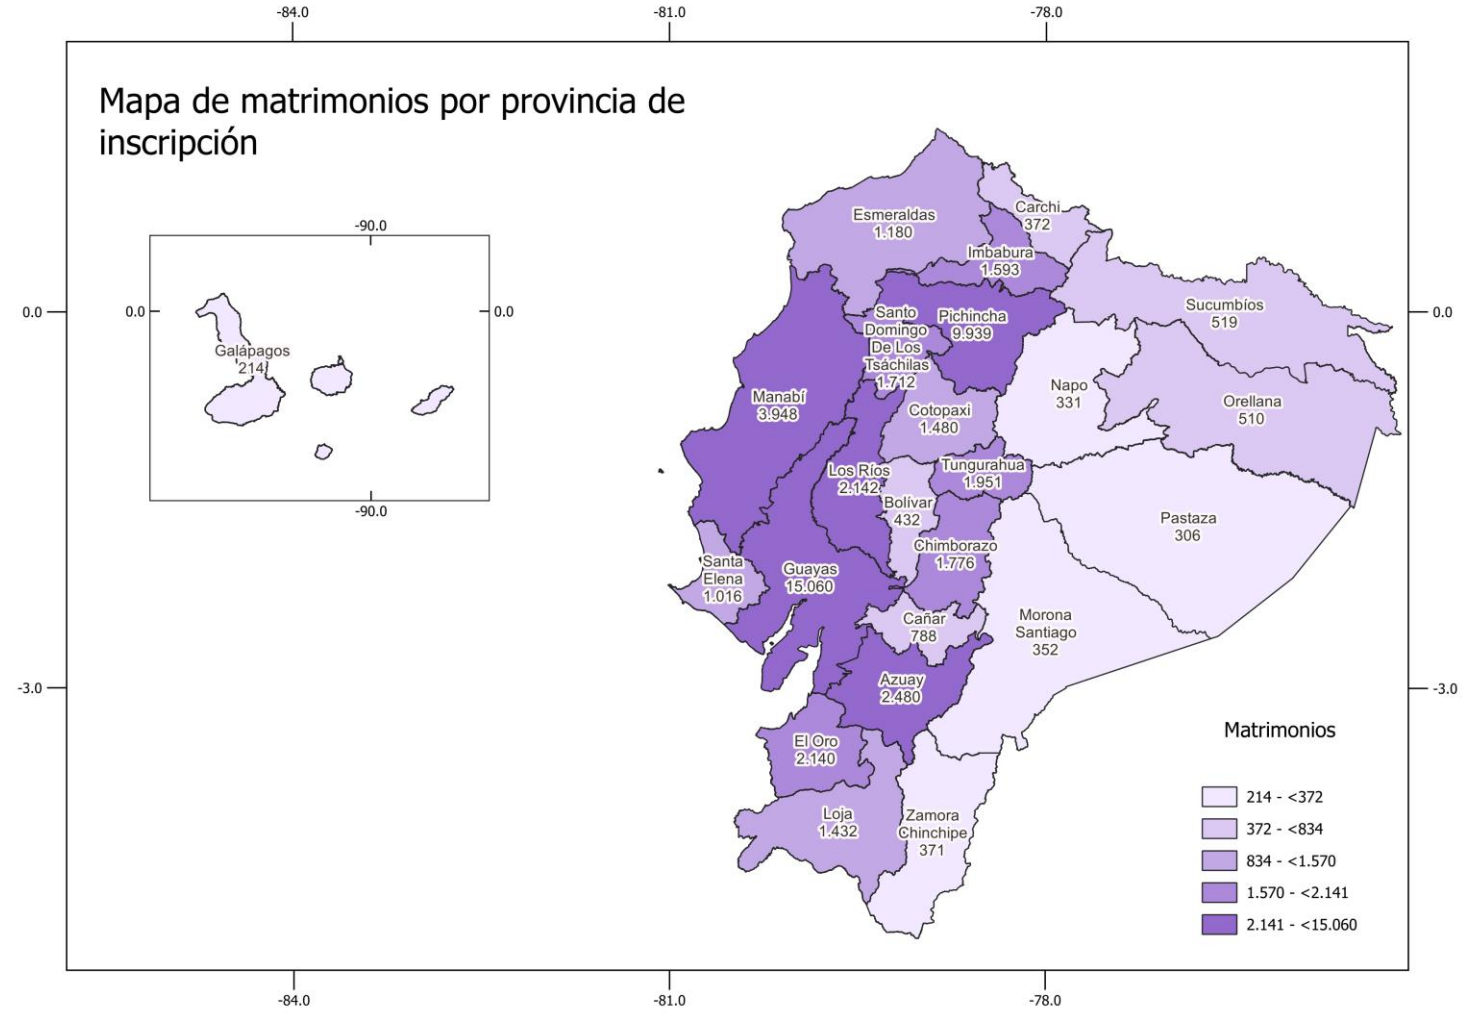 -84.0
-81.0
-78.0
Mapa de matrimonios por provincia de
inscripción
-90.0
0.0
0.0
Galápagos
214
-90.0
0.0
0.0
-3.0
-3.0
Esmeraldas
1.180
Carchi
372
Imbabura
1.593
Sucumbíos
519
Santo
Domingo
De Los
Tsáchilas
1.712
Pichincha
9.939
Manabí
3.948
Napo
331
Orellana
510
Cotopaxi
1.480
Los Ríos
2.142
Tungurahua
1.951
Bolívar
432
Pastaza
306
Chimborazo
1.776
Santa
Elena
1.016
Guayas
15.060
Cañar
788
Morona
Santiago
352
Azuay
2.480
El Oro
2.140
Loja
1.432
Zamora
Chinchipe
371
Matrimonios
214 - <372
372 - <834
834 - <1.570
1.570 - <2.141
2.141 - <15.060
-84.0
-81.0
-78.0